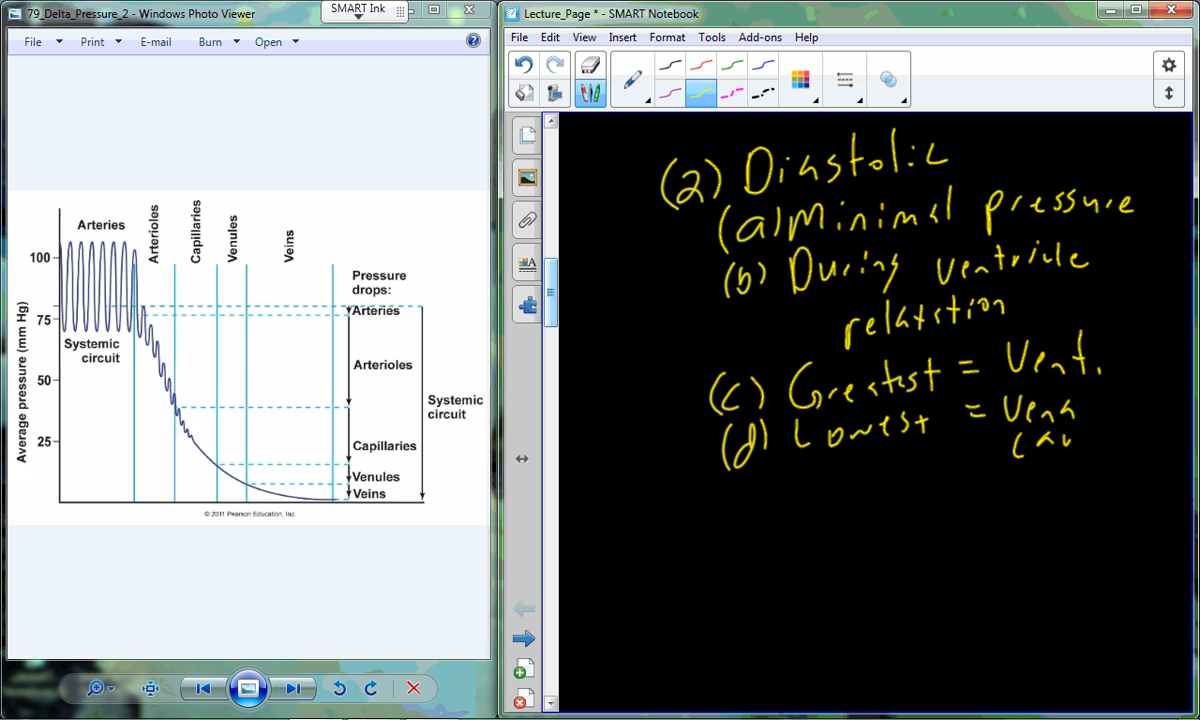 79_Delta_Pressure_2 - Windows Photo Viewer
SMART Ink
File Print E-mail Burn Open
Arteries
Arterioles
Capillaries
Venules
Veins
Average pressure (mm Hg)
100
75
50
25
Systemic
circuit
Pressure
drops:
Arteries
Arterioles
Capillaries
Venules
Veins
Systemic
circuit
© 2011 Pearson Education, Inc
Lecture_Page * - SMART Notebook
File Edit View Insert Format Tools Add-ons Help
(2) Diastolic
(a) Minimal pressure
(b) During ventricle
relaxation
(c) Greatest = Vent.
(d) Lowest = Vena
Cav